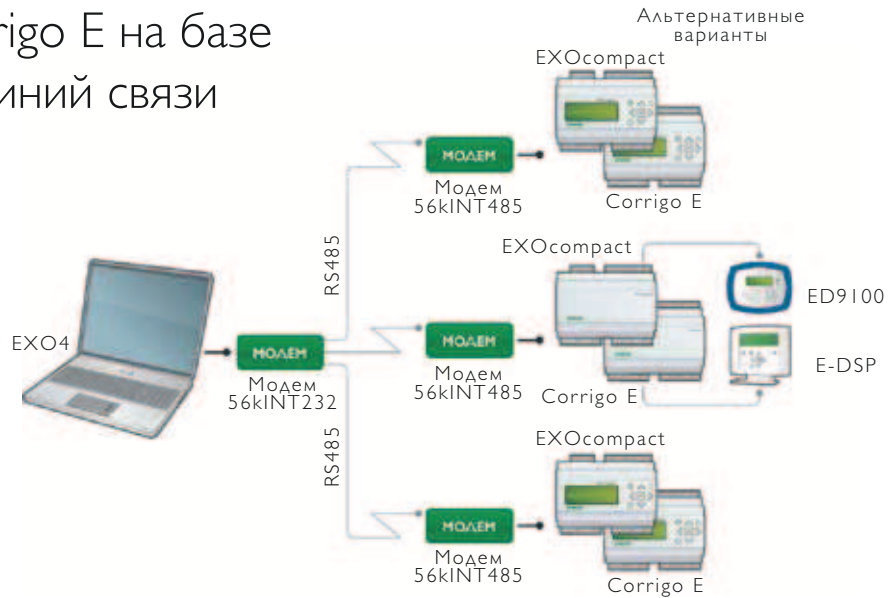 rigo E на базе
иний связи
Альтернативные
варианты
EXOcompact
МОДЕМ
Модем
56kINT485
Corrigo E
RS485
EXOcompact
ED9100
EXO4
МОДЕМ
Модем
56kINT232
МОДЕМ
Модем
56kINT485
E-DSP
Corrigo E
RS485
EXOcompact
МОДЕМ
Модем
56kINT485
Corrigo E